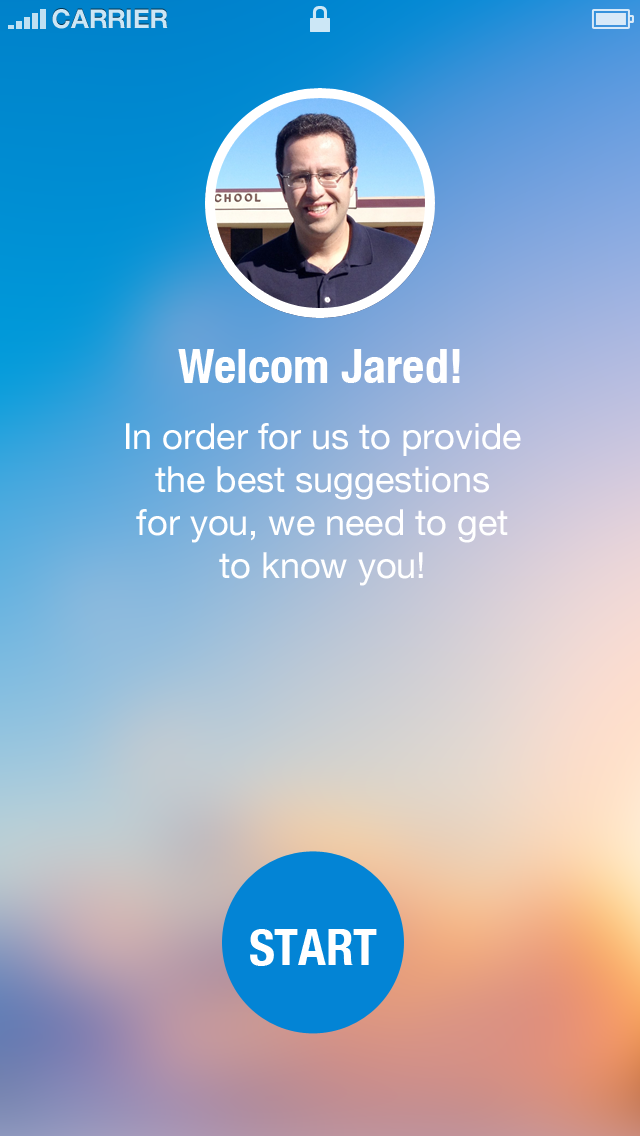 CARRIER
CHOOL
Welcom Jared!
In order for us to provide
the best suggestions
for you, we need to get
to know you!
START